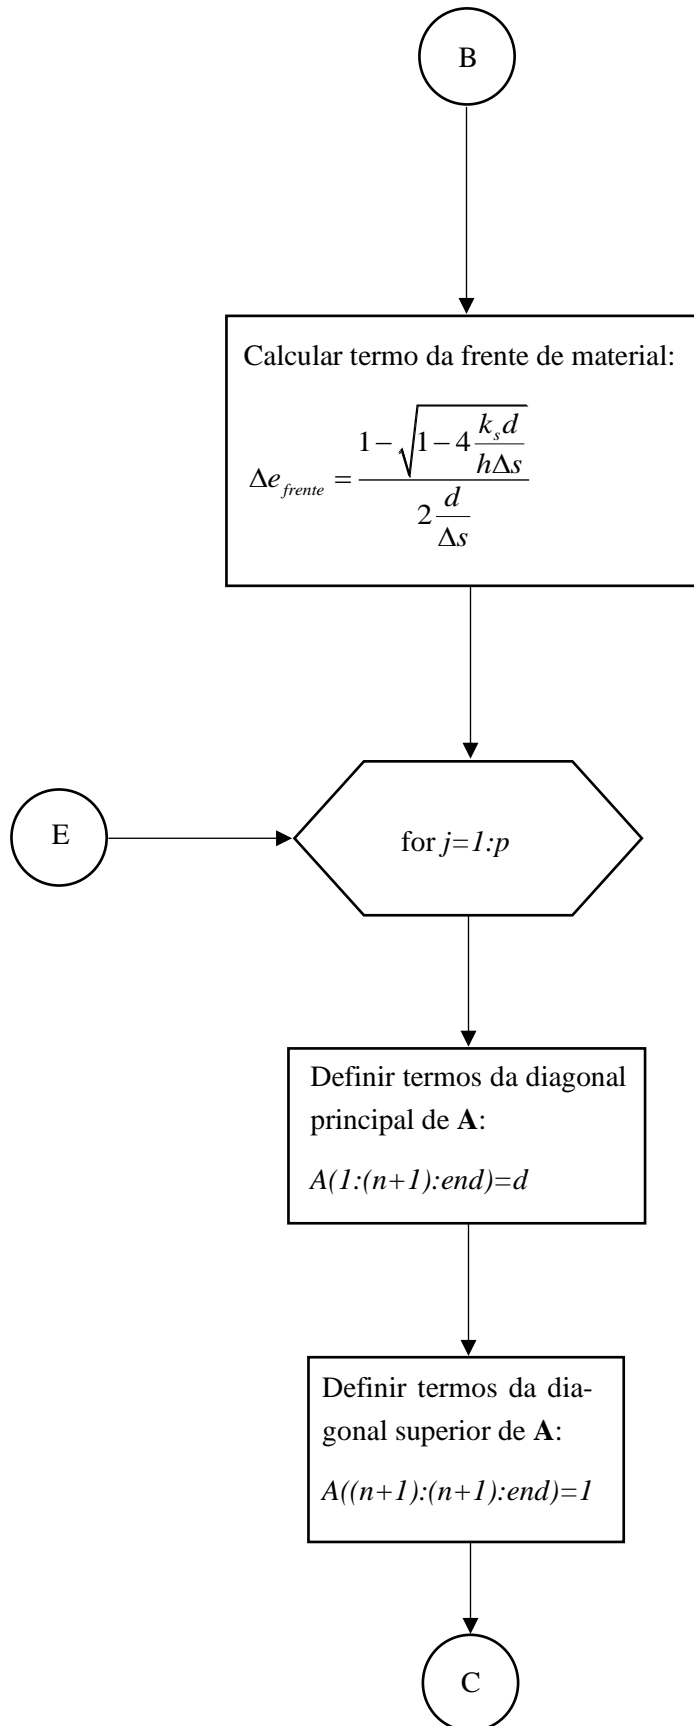 B
Calcular termo da frente de material:
Δe_frente = (1 − √(1 − 4 (k_s d)/(hΔs))) / (2 d/Δs)
E
for j=1:p
Definir termos da diagonal
principal de A:
A(1:(n+1):end)=d
Definir termos da dia-
gonal superior de A:
A((n+1):(n+1):end)=1
C